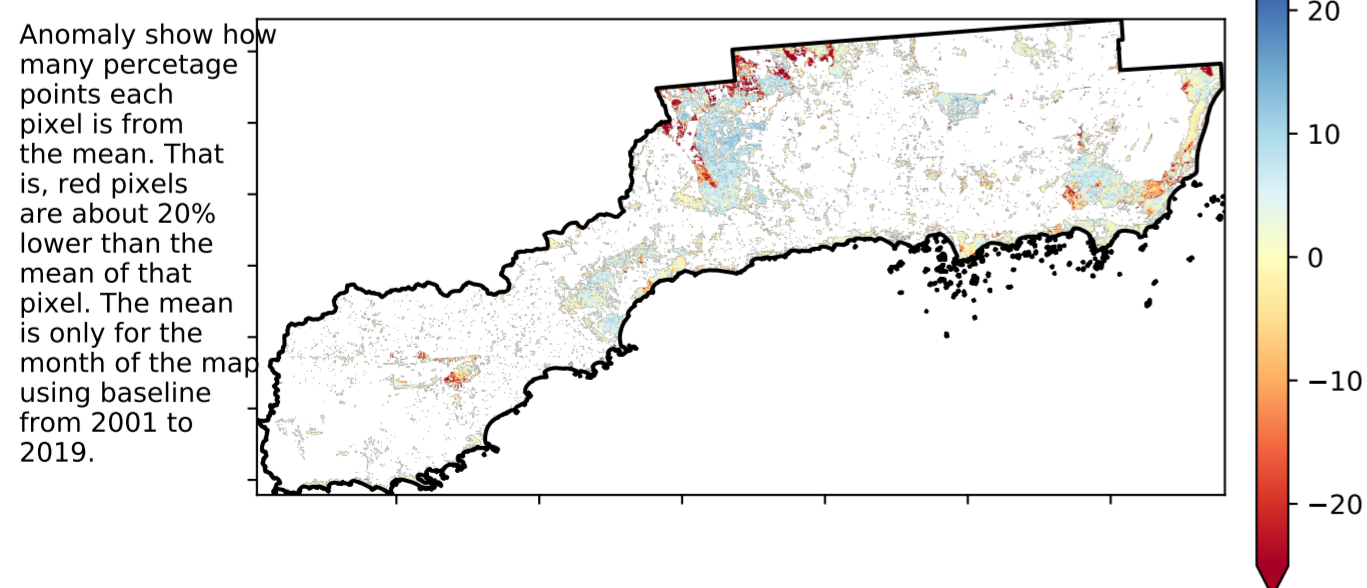 Anomaly show how
many percetage
points each
pixel is from
the mean. That
is, red pixels
are about 20%
lower than the
mean of that
pixel. The mean
is only for the
month of the map
using baseline
from 2001 to
2019.
20
10
0
−10
−20